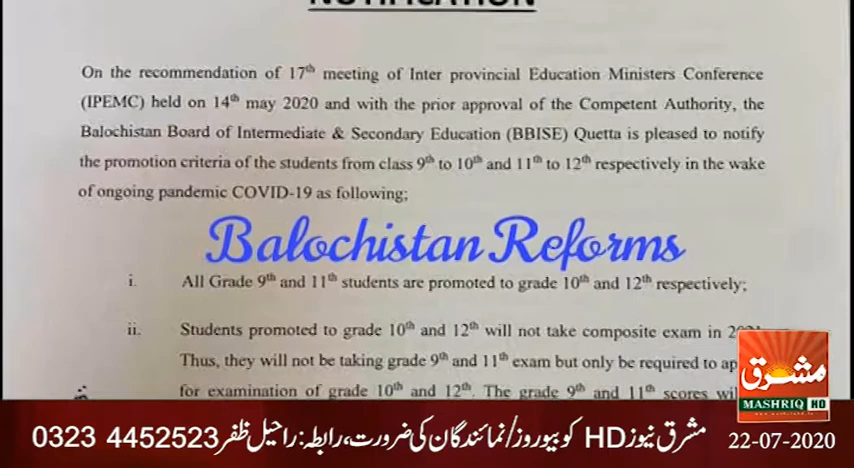 NOTIFICATION
On the recommendation of 17th meeting of Inter provincial Education Ministers Conference
(IPEMC) held on 14th may 2020 and with the prior approval of the Competent Authority, the
Balochistan Board of Intermediate & Secondary Education (BBISE) Quetta is pleased to notify
the promotion criteria of the students from class 9th to 10th and 11th to 12th respectively in the wake
of ongoing pandemic COVID-19 as following;
Balochistan Reforms
i. All Grade 9th and 11th students are promoted to grade 10th and 12th respectively;
ii. Students promoted to grade 10th and 12th will not take composite exam in
Thus, they will not be taking grade 9th and 11th exam but only be required to
for examination of grade 10th and 12th. The grade 9th and 11th scores
مشرق
MASHRIQ HD
مشرق نیوز HD کو بیوروز/نمائندگان کی ضرورت، رابطہ: راحیل ظفر 0323 4452523
22-07-2020